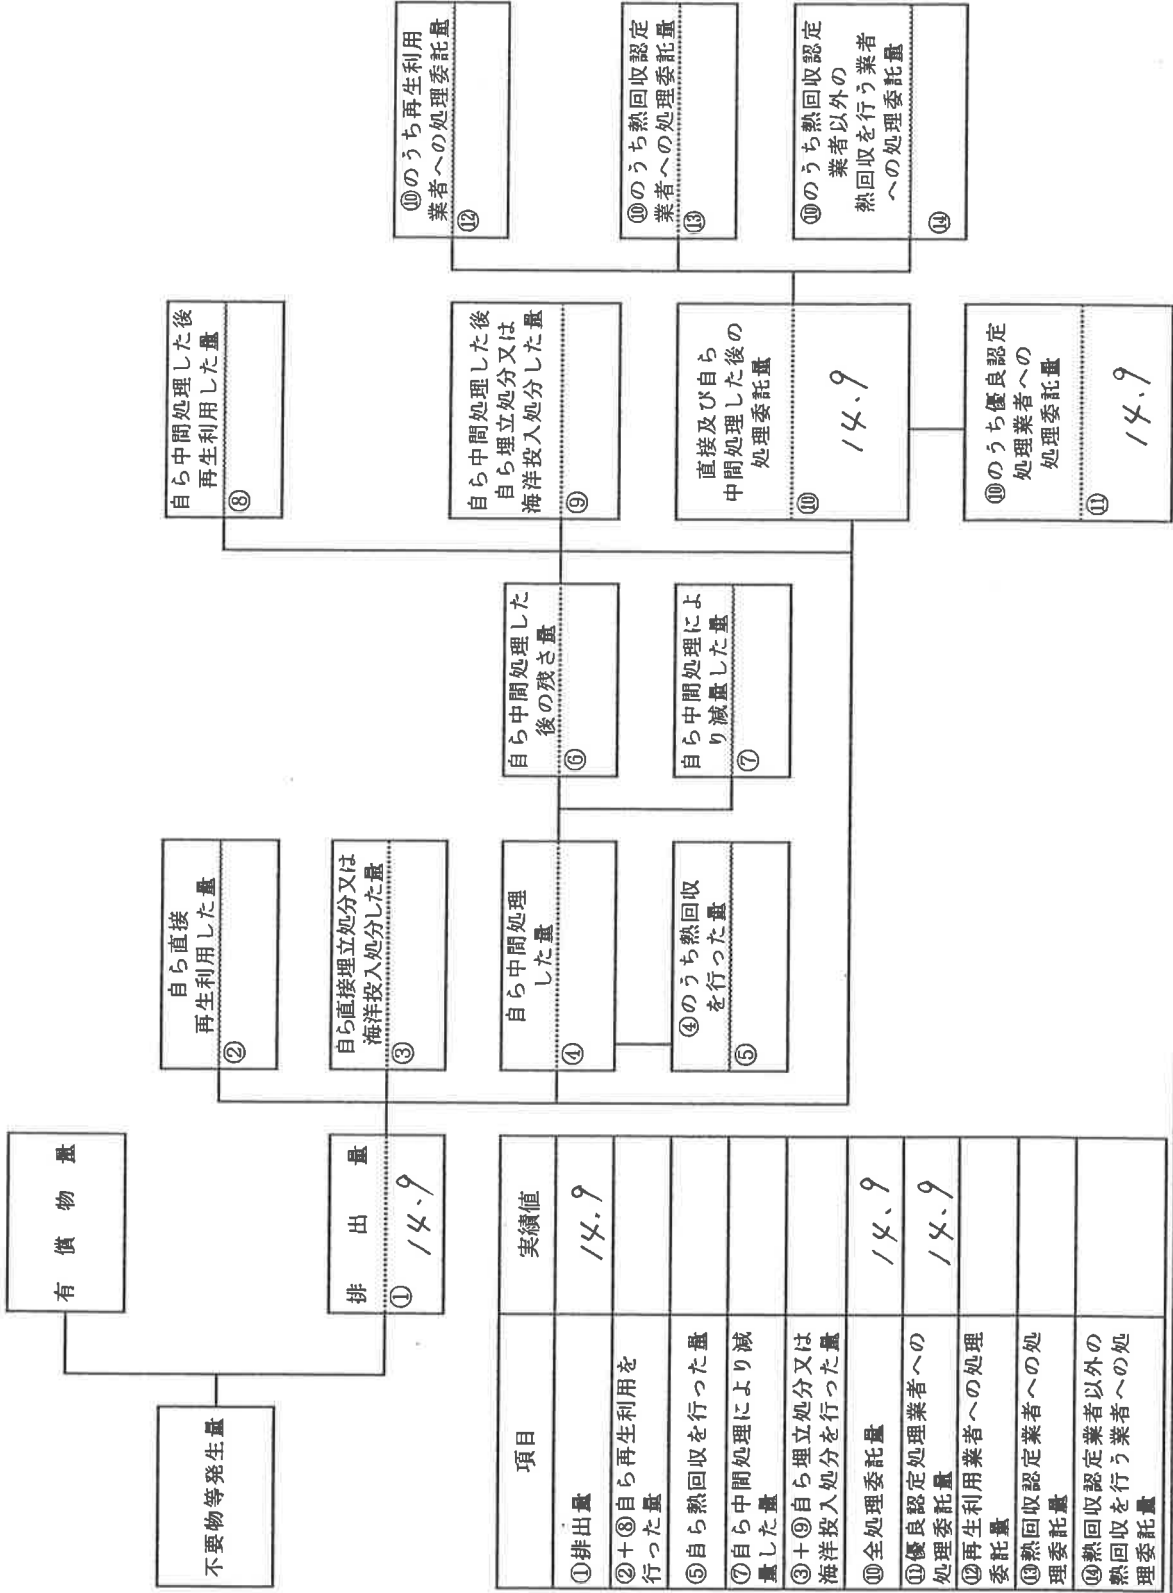 不要物等発生量
有償物量
排出量
①
14.9
自ら直接
再生利用した量
②
自ら直接埋立処分又は
海洋投入処分した量
③
自ら中間処理
した量
④
④のうち熱回収
を行った量
⑤
自ら中間処理した
後の残さ量
⑥
自ら中間処理によ
り減量した量
⑦
自ら中間処理した後
再生利用した量
⑧
自ら中間処理した後
自ら埋立処分又は
海洋投入処分した量
⑨
直接及び自ら
中間処理した後の
処理委託量
⑩
14.9
⑩のうち優良認定
処理業者への
処理委託量
⑪
14.9
⑩のうち再生利用
業者への処理委託量
⑫
⑩のうち熱回収認定
業者への処理委託量
⑬
⑩のうち熱回収認定
業者以外の
熱回収を行う業者
への処理委託量
⑭
項目 実績値
①排出量 14.9
②+⑧自ら再生利用を
行った量
⑤自ら熱回収を行った量
⑦自ら中間処理により減
量した量
③+⑨自ら埋立処分又は
海洋投入処分を行った量
⑩全処理委託量 14.9
⑪優良認定処理業者への
処理委託量 14.9
⑫再生利用業者への処理
委託量
⑬熱回収認定業者への処
理委託量
⑭熱回収認定業者以外の
熱回収を行う業者への処
理委託量